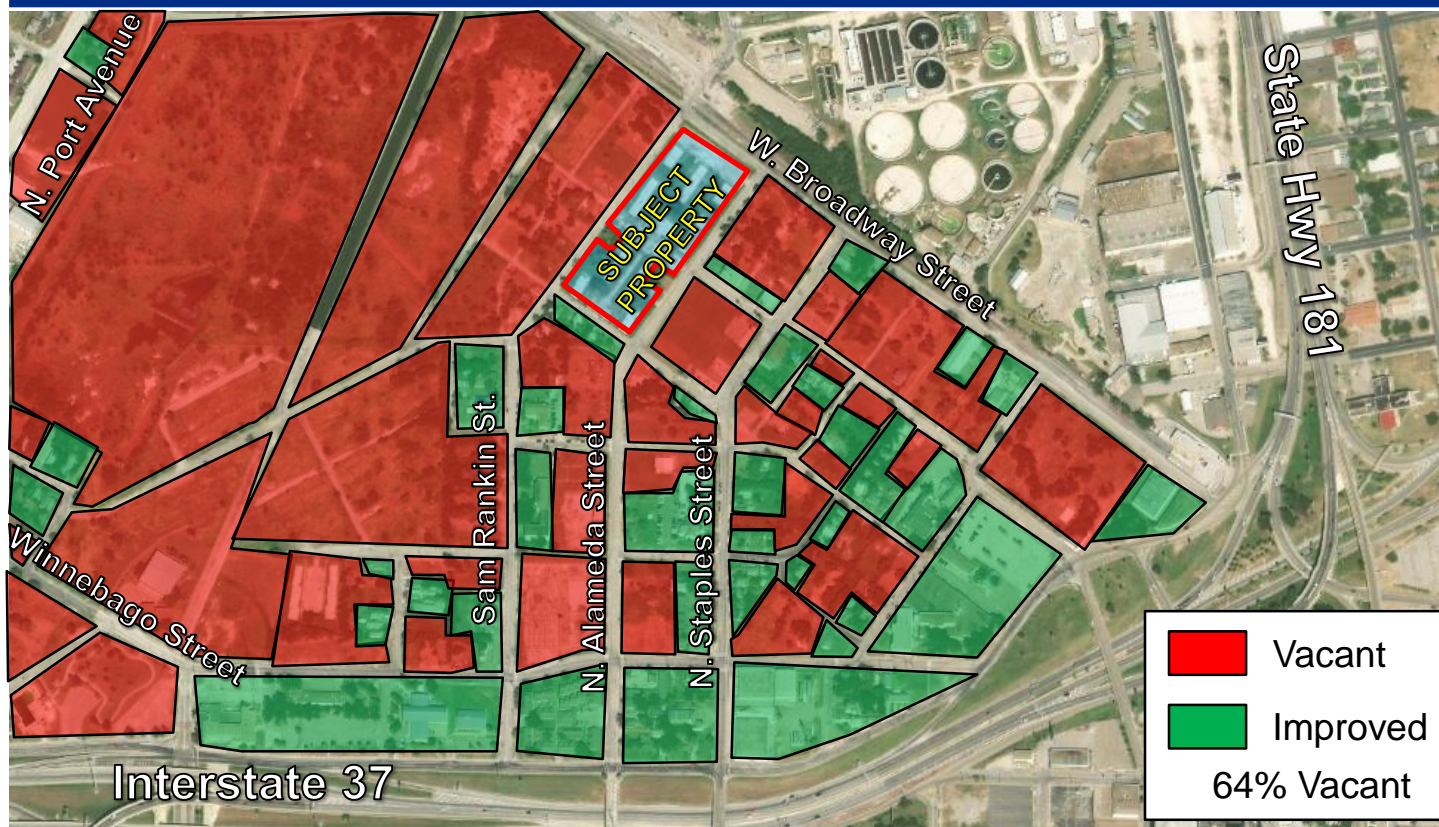 N. Port Avenue
W. Broadway Street
State Hwy 181
SUBJECT
PROPERTY
Sam Rankin St.
N. Alameda Street
N. Staples Street
Winnebago Street
Interstate 37
Vacant
Improved
64% Vacant